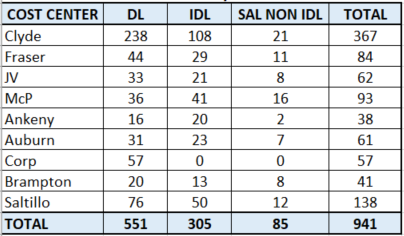 COST CENTER DL IDL SAL NON IDL TOTAL
Clyde 238 108 21 367
Fraser 44 29 11 84
JV 33 21 8 62
McP 36 41 16 93
Ankeny 16 20 2 38
Auburn 31 23 7 61
Corp 57 0 0 57
Brampton 20 13 8 41
Saltillo 76 50 12 138
TOTAL 551 305 85 941